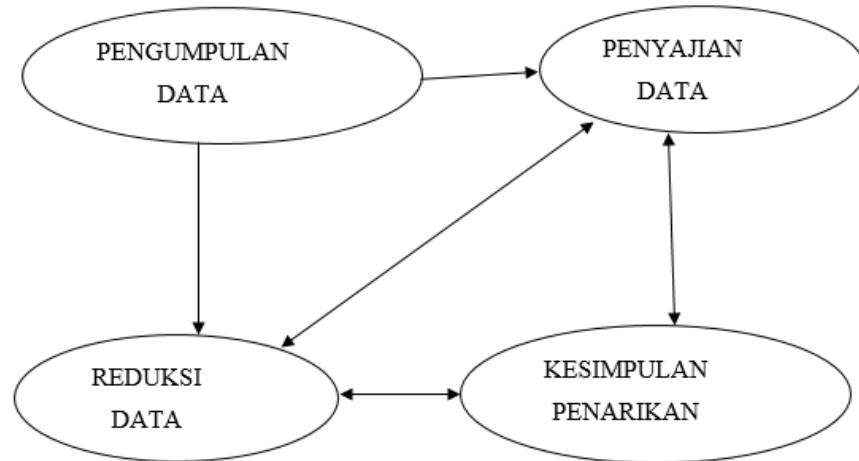 PENGUMPULAN
DATA
PENYAJIAN
DATA
REDUKSI
DATA
KESIMPULAN
PENARIKAN